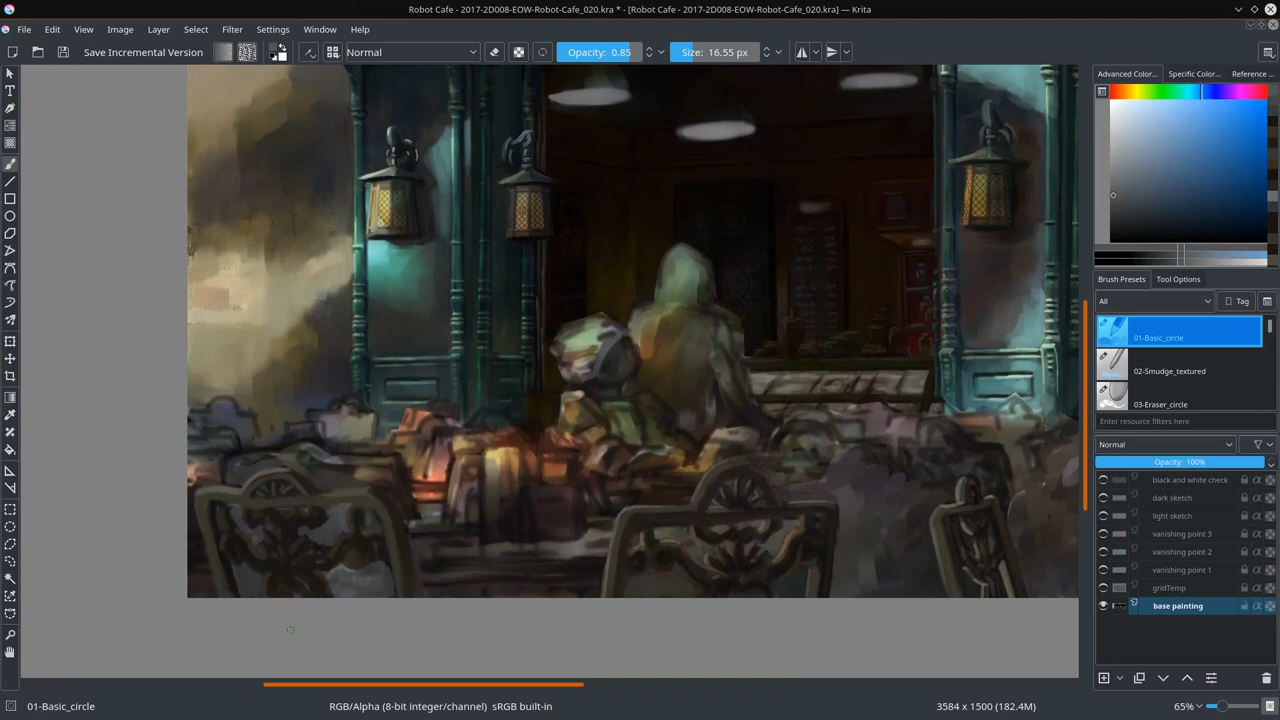 Robot Cafe - 2017-2D008-EOW-Robot-Cafe_020.kra * - [Robot Cafe - 2017-2D008-EOW-Robot-Cafe_020.kra] — Krita
File Edit View Image Layer Select Filter Settings Window Help
Save Incremental Version Normal Opacity: 0.85 Size: 16.55 px
Advanced Color... Specific Color... Reference ...
Brush Presets Tool Options
All Tag
01-Basic_circle
02-Smudge_textured
03-Eraser_circle
Enter resource filters here
Normal
Opacity: 100%
black and white check
dark sketch
light sketch
vanishing point 3
vanishing point 2
vanishing point 1
gridTemp
base painting
01-Basic_circle RGB/Alpha (8-bit integer/channel) sRGB built-in 3584 x 1500 (182.4M) 65%